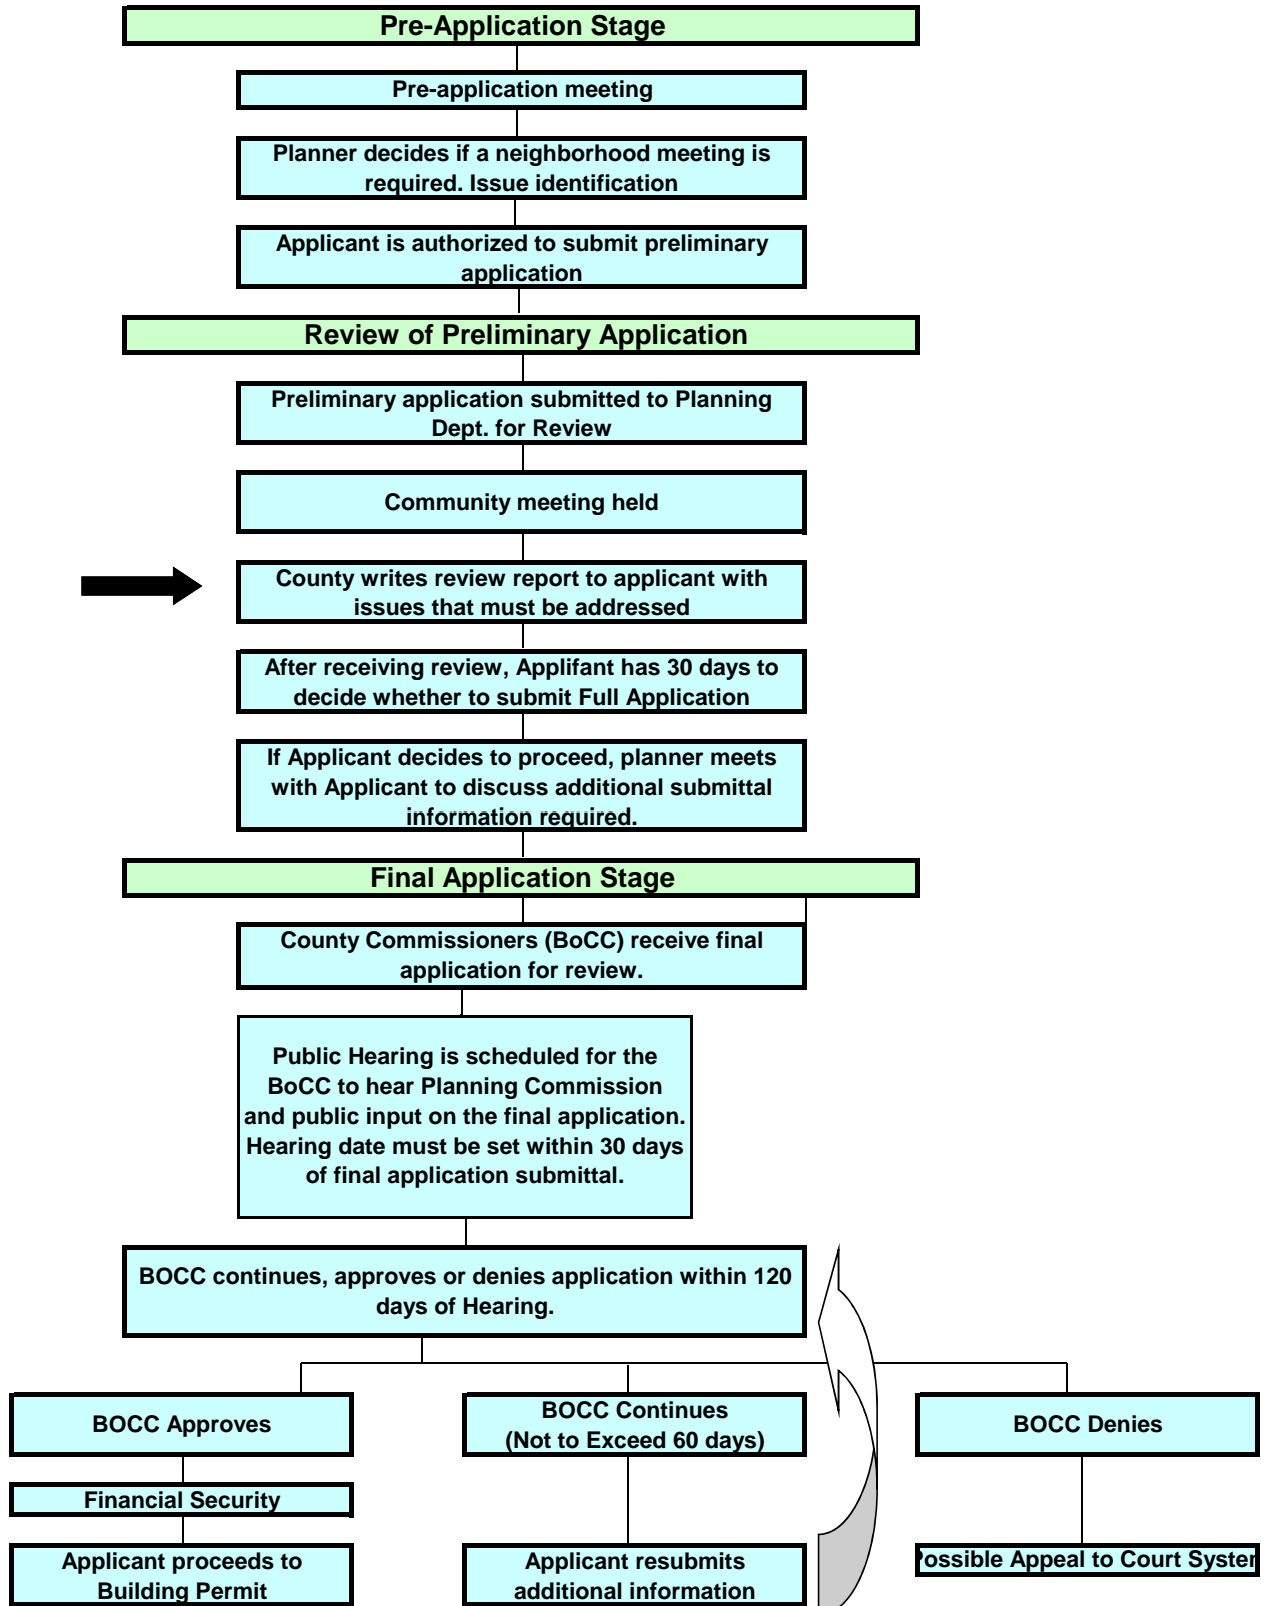 Pre-Application Stage
Pre-application meeting
Planner decides if a neighborhood meeting is
required. Issue identification
Applicant is authorized to submit preliminary
application
Review of Preliminary Application
Preliminary application submitted to Planning
Dept. for Review
Community meeting held
County writes review report to applicant with
issues that must be addressed
After receiving review, Applifant has 30 days to
decide whether to submit Full Application
If Applicant decides to proceed, planner meets
with Applicant to discuss additional submittal
information required.
Final Application Stage
County Commissioners (BoCC) receive final
application for review.
Public Hearing is scheduled for the
BoCC to hear Planning Commission
and public input on the final application.
Hearing date must be set within 30 days
of final application submittal.
BOCC continues, approves or denies application within 120
days of Hearing.
BOCC Approves
Financial Security
Applicant proceeds to
Building Permit
BOCC Continues
(Not to Exceed 60 days)
Applicant resubmits
additional information
BOCC Denies
Possible Appeal to Court System